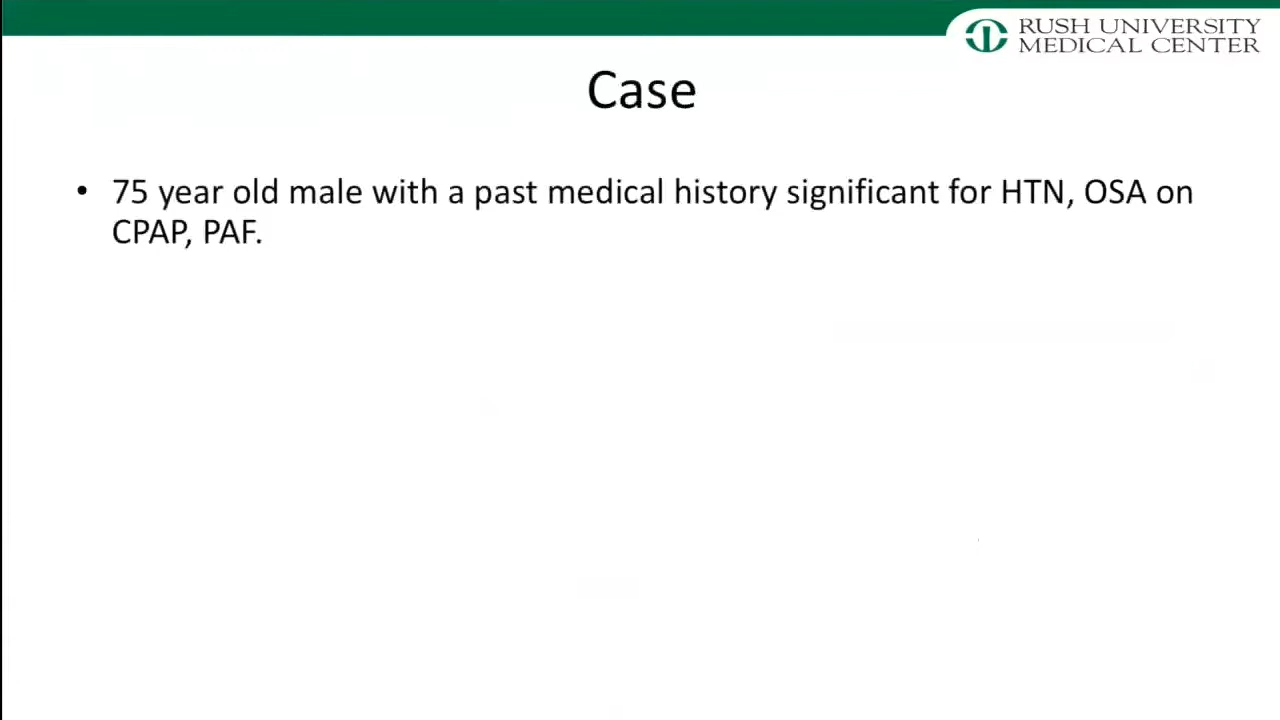 RUSH UNIVERSITY
MEDICAL CENTER
Case
• 75 year old male with a past medical history significant for HTN, OSA on
CPAP, PAF.